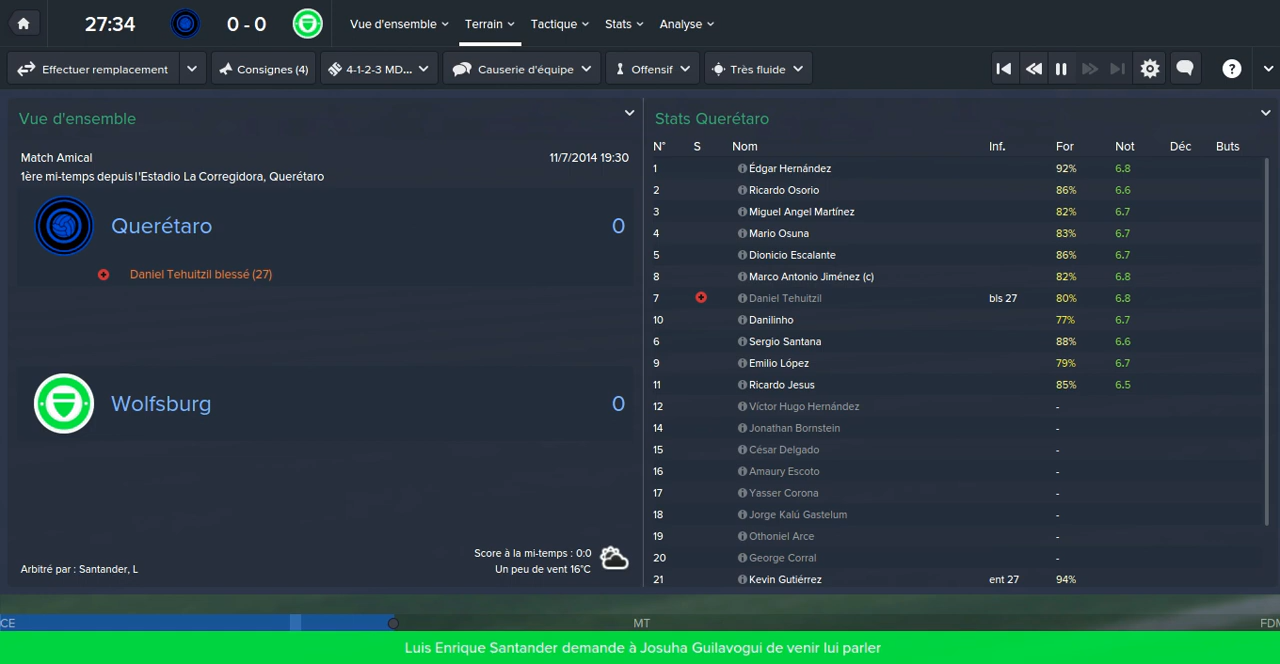 27:34 0 - 0 Vue d'ensemble Terrain Tactique Stats Analyse
Effectuer remplacement Consignes (4) 4-1-2-3 MD... Causerie d'équipe Offensif Très fluide ?
Vue d'ensemble
Match Amical 11/7/2014 19:30
1ère mi-temps depuis l'Estadio La Corregidora, Querétaro
Querétaro 0
Daniel Tehuitzil blessé (27)
Wolfsburg 0
Score à la mi-temps : 0:0
Arbitré par : Santander, L Un peu de vent 16°C
Stats Querétaro
N° S Nom Inf. For Not Déc Buts
1 Édgar Hernández 92% 6.8
2 Ricardo Osorio 86% 6.6
3 Miguel Angel Martínez 82% 6.7
4 Mario Osuna 83% 6.7
5 Dionicio Escalante 86% 6.7
8 Marco Antonio Jiménez (c) 82% 6.8
7 Daniel Tehuitzil bls 27 80% 6.8
10 Danilinho 77% 6.7
6 Sergio Santana 88% 6.6
9 Emilio López 79% 6.7
11 Ricardo Jesus 85% 6.5
12 Víctor Hugo Hernández -
14 Jonathan Bornstein -
15 César Delgado -
16 Amaury Escoto -
17 Yasser Corona -
18 Jorge Kalú Gastelum -
19 Othoniel Arce -
20 George Corral -
21 Kevin Gutiérrez ent 27 94%
CE MT FDM
Luis Enrique Santander demande à Josuha Guilavogui de venir lui parler